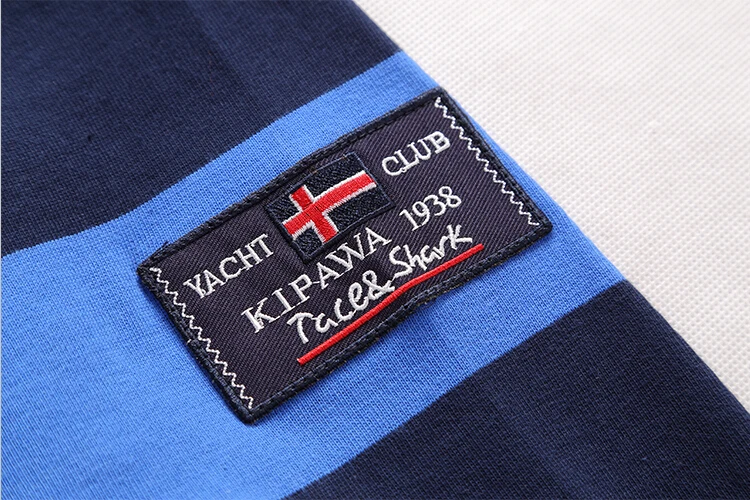 YACHT CLUB
KIPAWA 1938
Tace&Shark